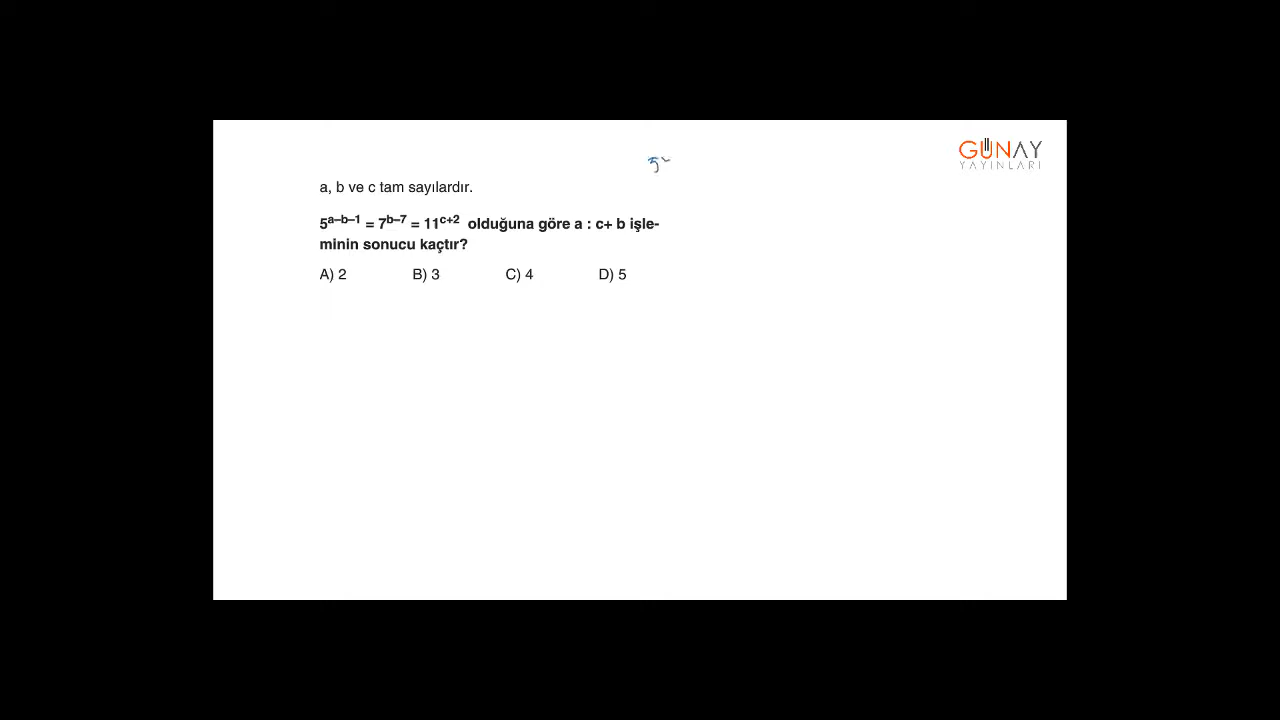 GÜNAY
YAYINLARI
a, b ve c tam sayılardır.
5^{a–b–1} = 7^{b–7} = 11^{c+2} olduğuna göre a : c+ b işle-
minin sonucu kaçtır?
A) 2 B) 3 C) 4 D) 5